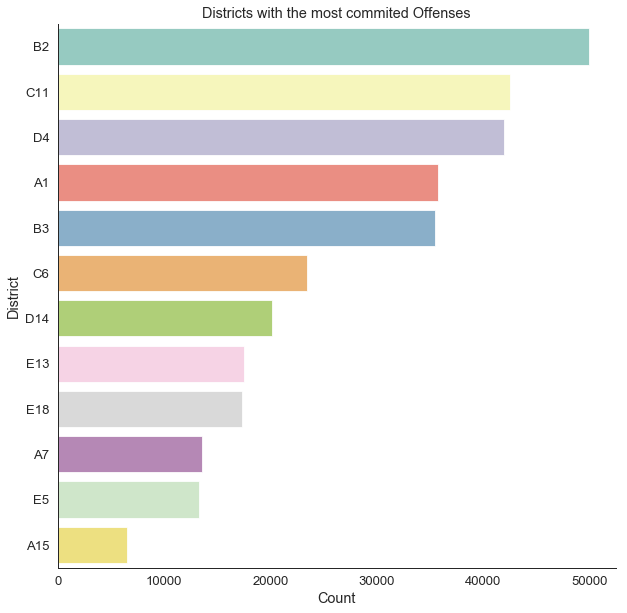 Districts with the most commited Offenses
B2
C11
D4
A1
B3
C6
D14
E13
E18
A7
E5
A15
District
0 10000 20000 30000 40000 50000
Count